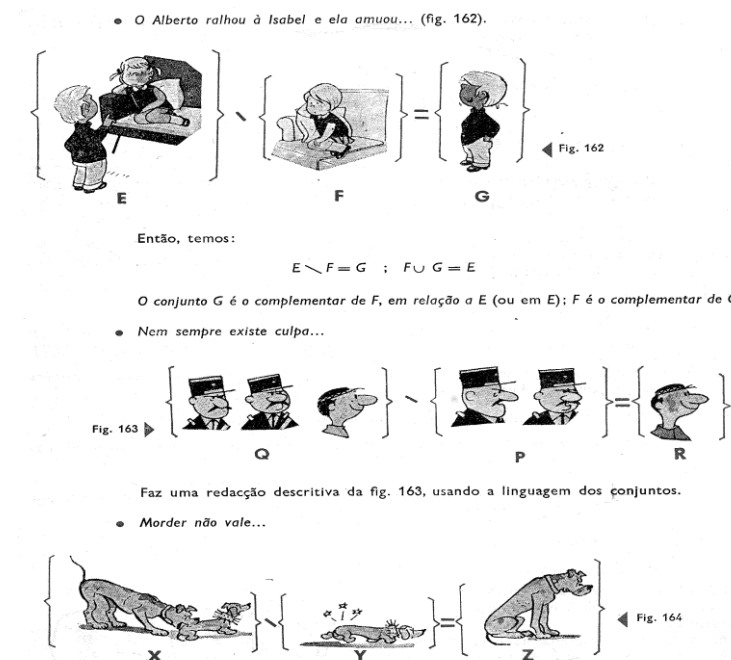 • O Alberto ralhou à Isabel e ela amuou... (fig. 162).
{ } \ { } = { }
◀ Fig. 162
E F G
Então, temos:
E \ F = G ; F ∪ G = E
O conjunto G é o complementar de F, em relação a E (ou em E); F é o complementar de
• Nem sempre existe culpa...
{ } \ { } = { }
Fig. 163 ▶
Q P R
Faz uma redacção descritiva da fig. 163, usando a linguagem dos conjuntos.
• Morder não vale...
{ } \ { } = { }
◀ Fig. 164
X Y Z